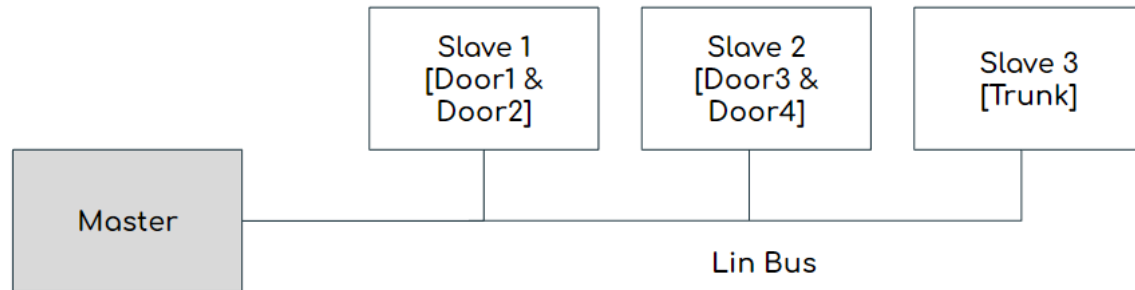 Slave 1
[Door1 &
Door2]
Slave 2
[Door3 &
Door4]
Slave 3
[Trunk]
Master
Lin Bus